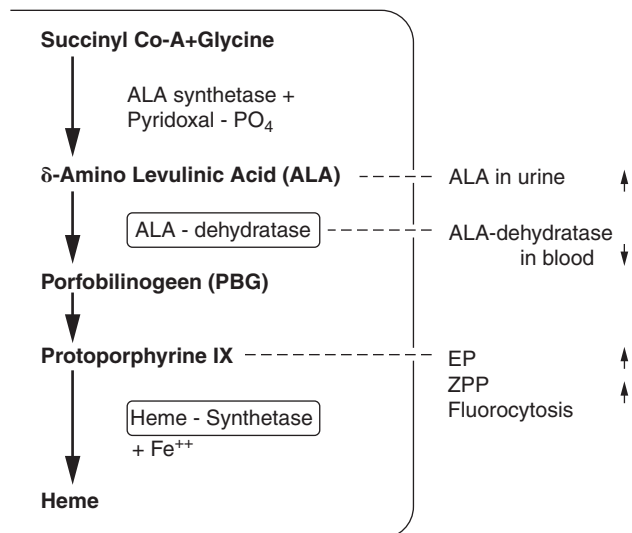 Succinyl Co-A+Glycine
ALA synthetase +
Pyridoxal - PO₄
δ-Amino Levulinic Acid (ALA)
ALA in urine
ALA - dehydratase
ALA-dehydratase
in blood
Porfobilinogeen (PBG)
Protoporphyrine IX
EP
ZPP
Fluorocytosis
Heme - Synthetase
+ Fe⁺⁺
Heme